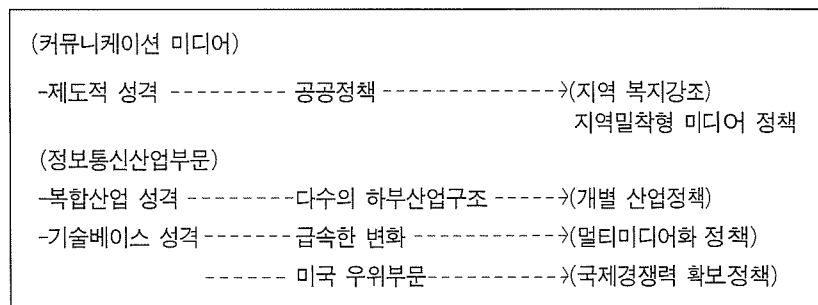 (커뮤니케이션 미디어)
-제도적 성격 --------- 공공정책 -------------→(지역 복지강조)
지역밀착형 미디어 정책
(정보통신산업부문)
-복합산업 성격 --------다수의 하부산업구조 -----→(개별 산업정책)
-기술베이스 성격------- 급속한 변화 -----------→(멀티미디어화 정책)
------ 미국 우위부문----------→(국제경쟁력 확보정책)